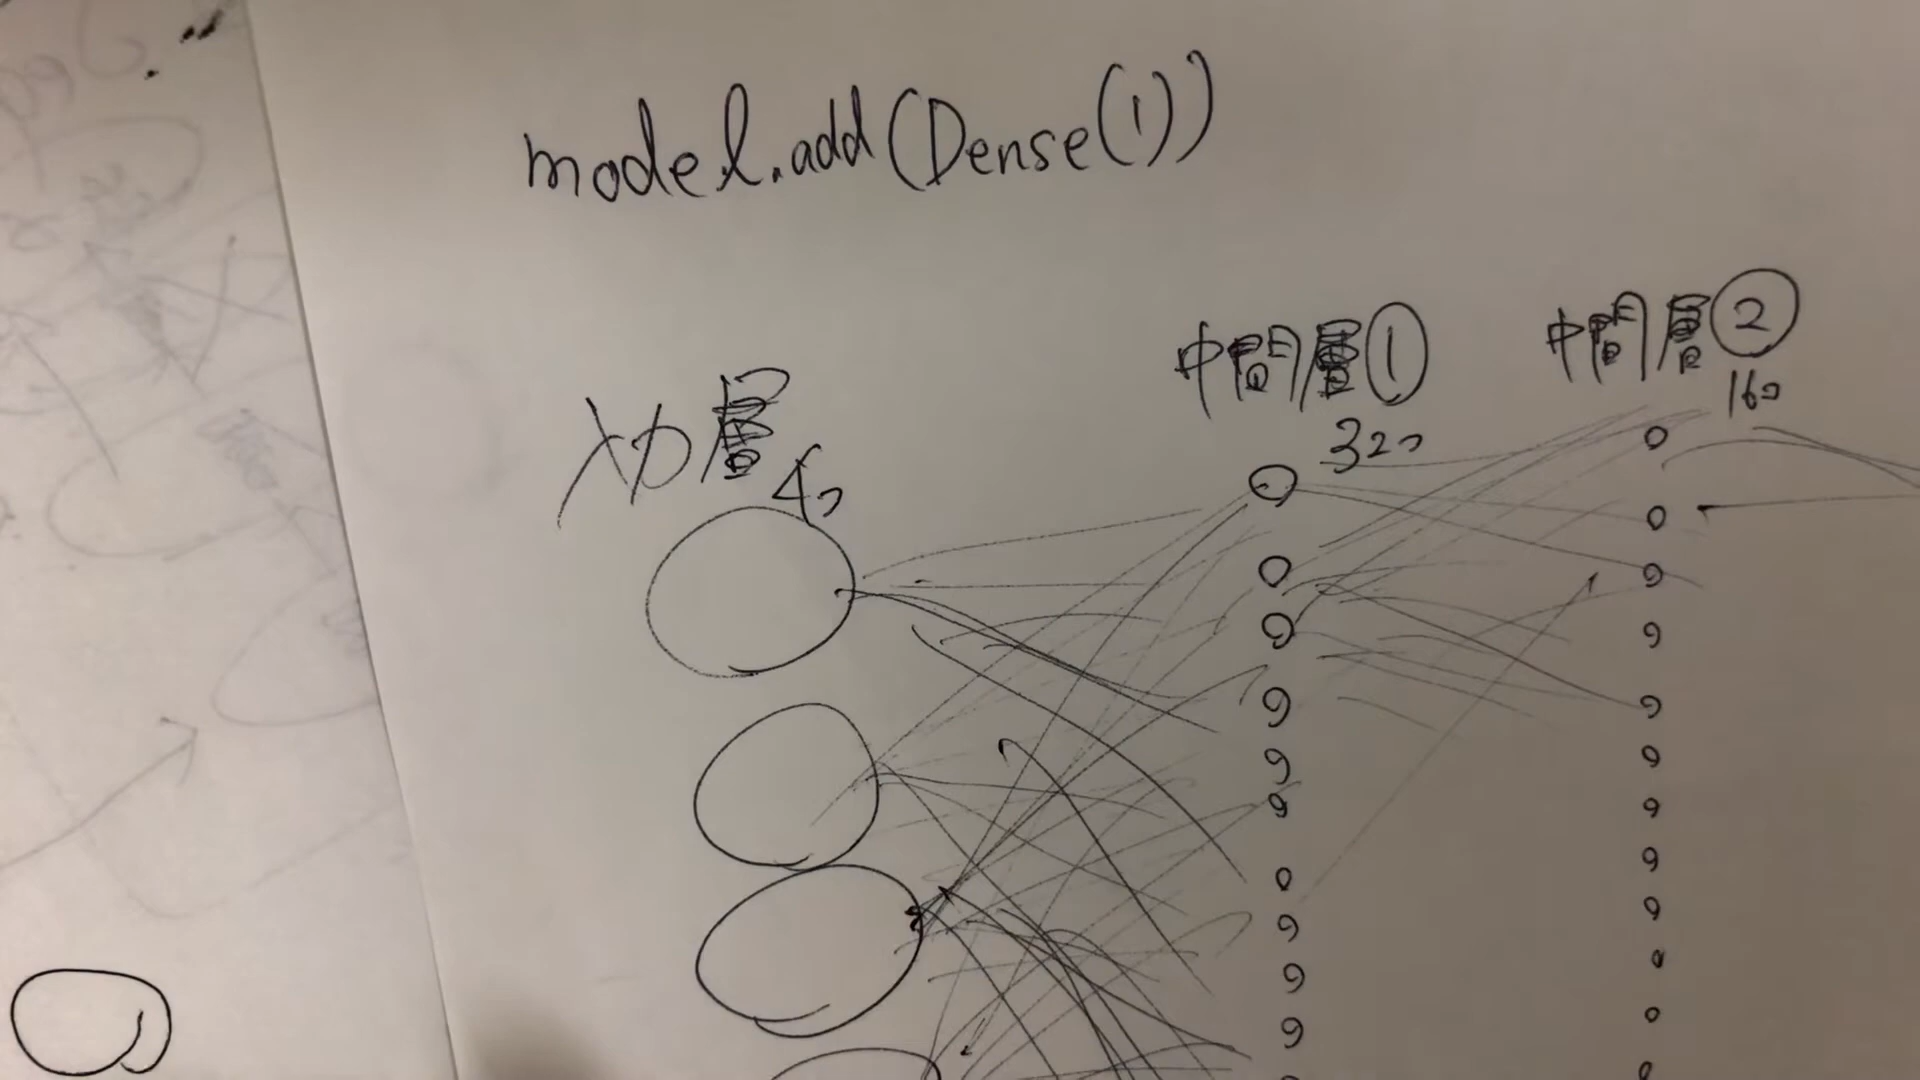 model.add(Dense(1))
入力層
4コ
中間層①
32コ
中間層②
16コ